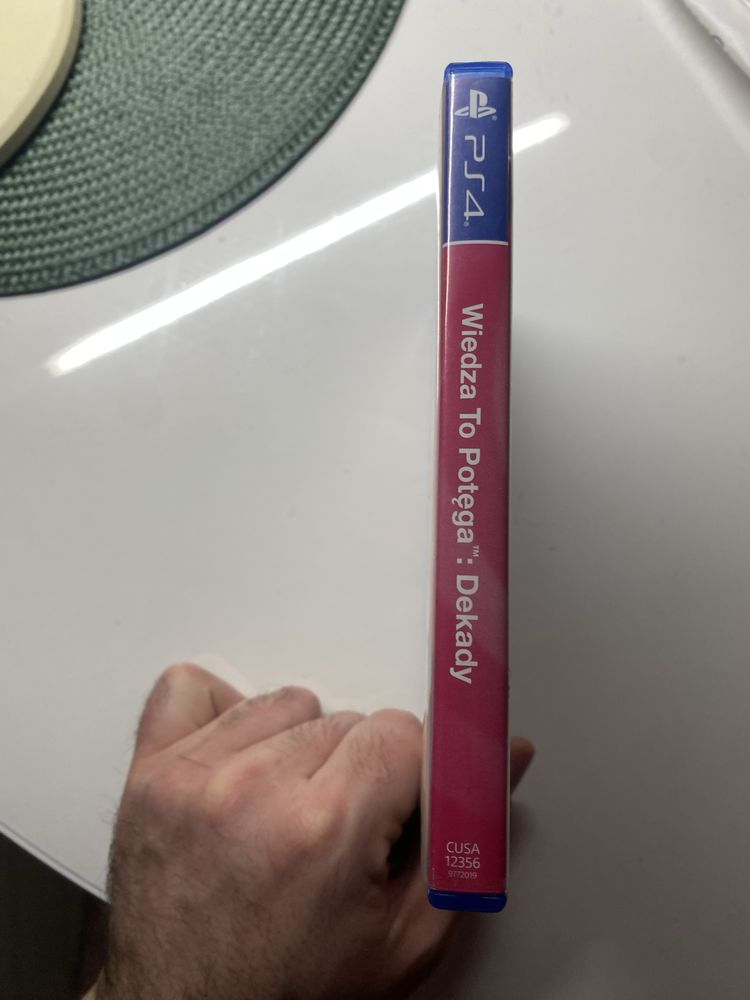 PS4
Wiedza To Potęga™: Dekady
CUSA
12356
9772019